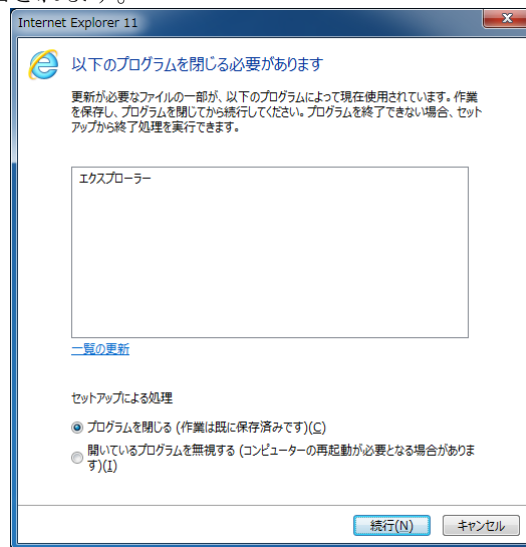 されます。
Internet Explorer 11
以下のプログラムを閉じる必要があります
更新が必要なファイルの一部が、以下のプログラムによって現在使用されています。作業
を保存し、プログラムを閉じてから続行してください。プログラムを終了できない場合、セット
アップから終了処理を実行できます。
エクスプローラー
一覧の更新
セットアップによる処理
プログラムを閉じる (作業は既に保存済みです)(C)
開いているプログラムを無視する (コンピューターの再起動が必要となる場合がありま
す)(I)
続行(N) キャンセル